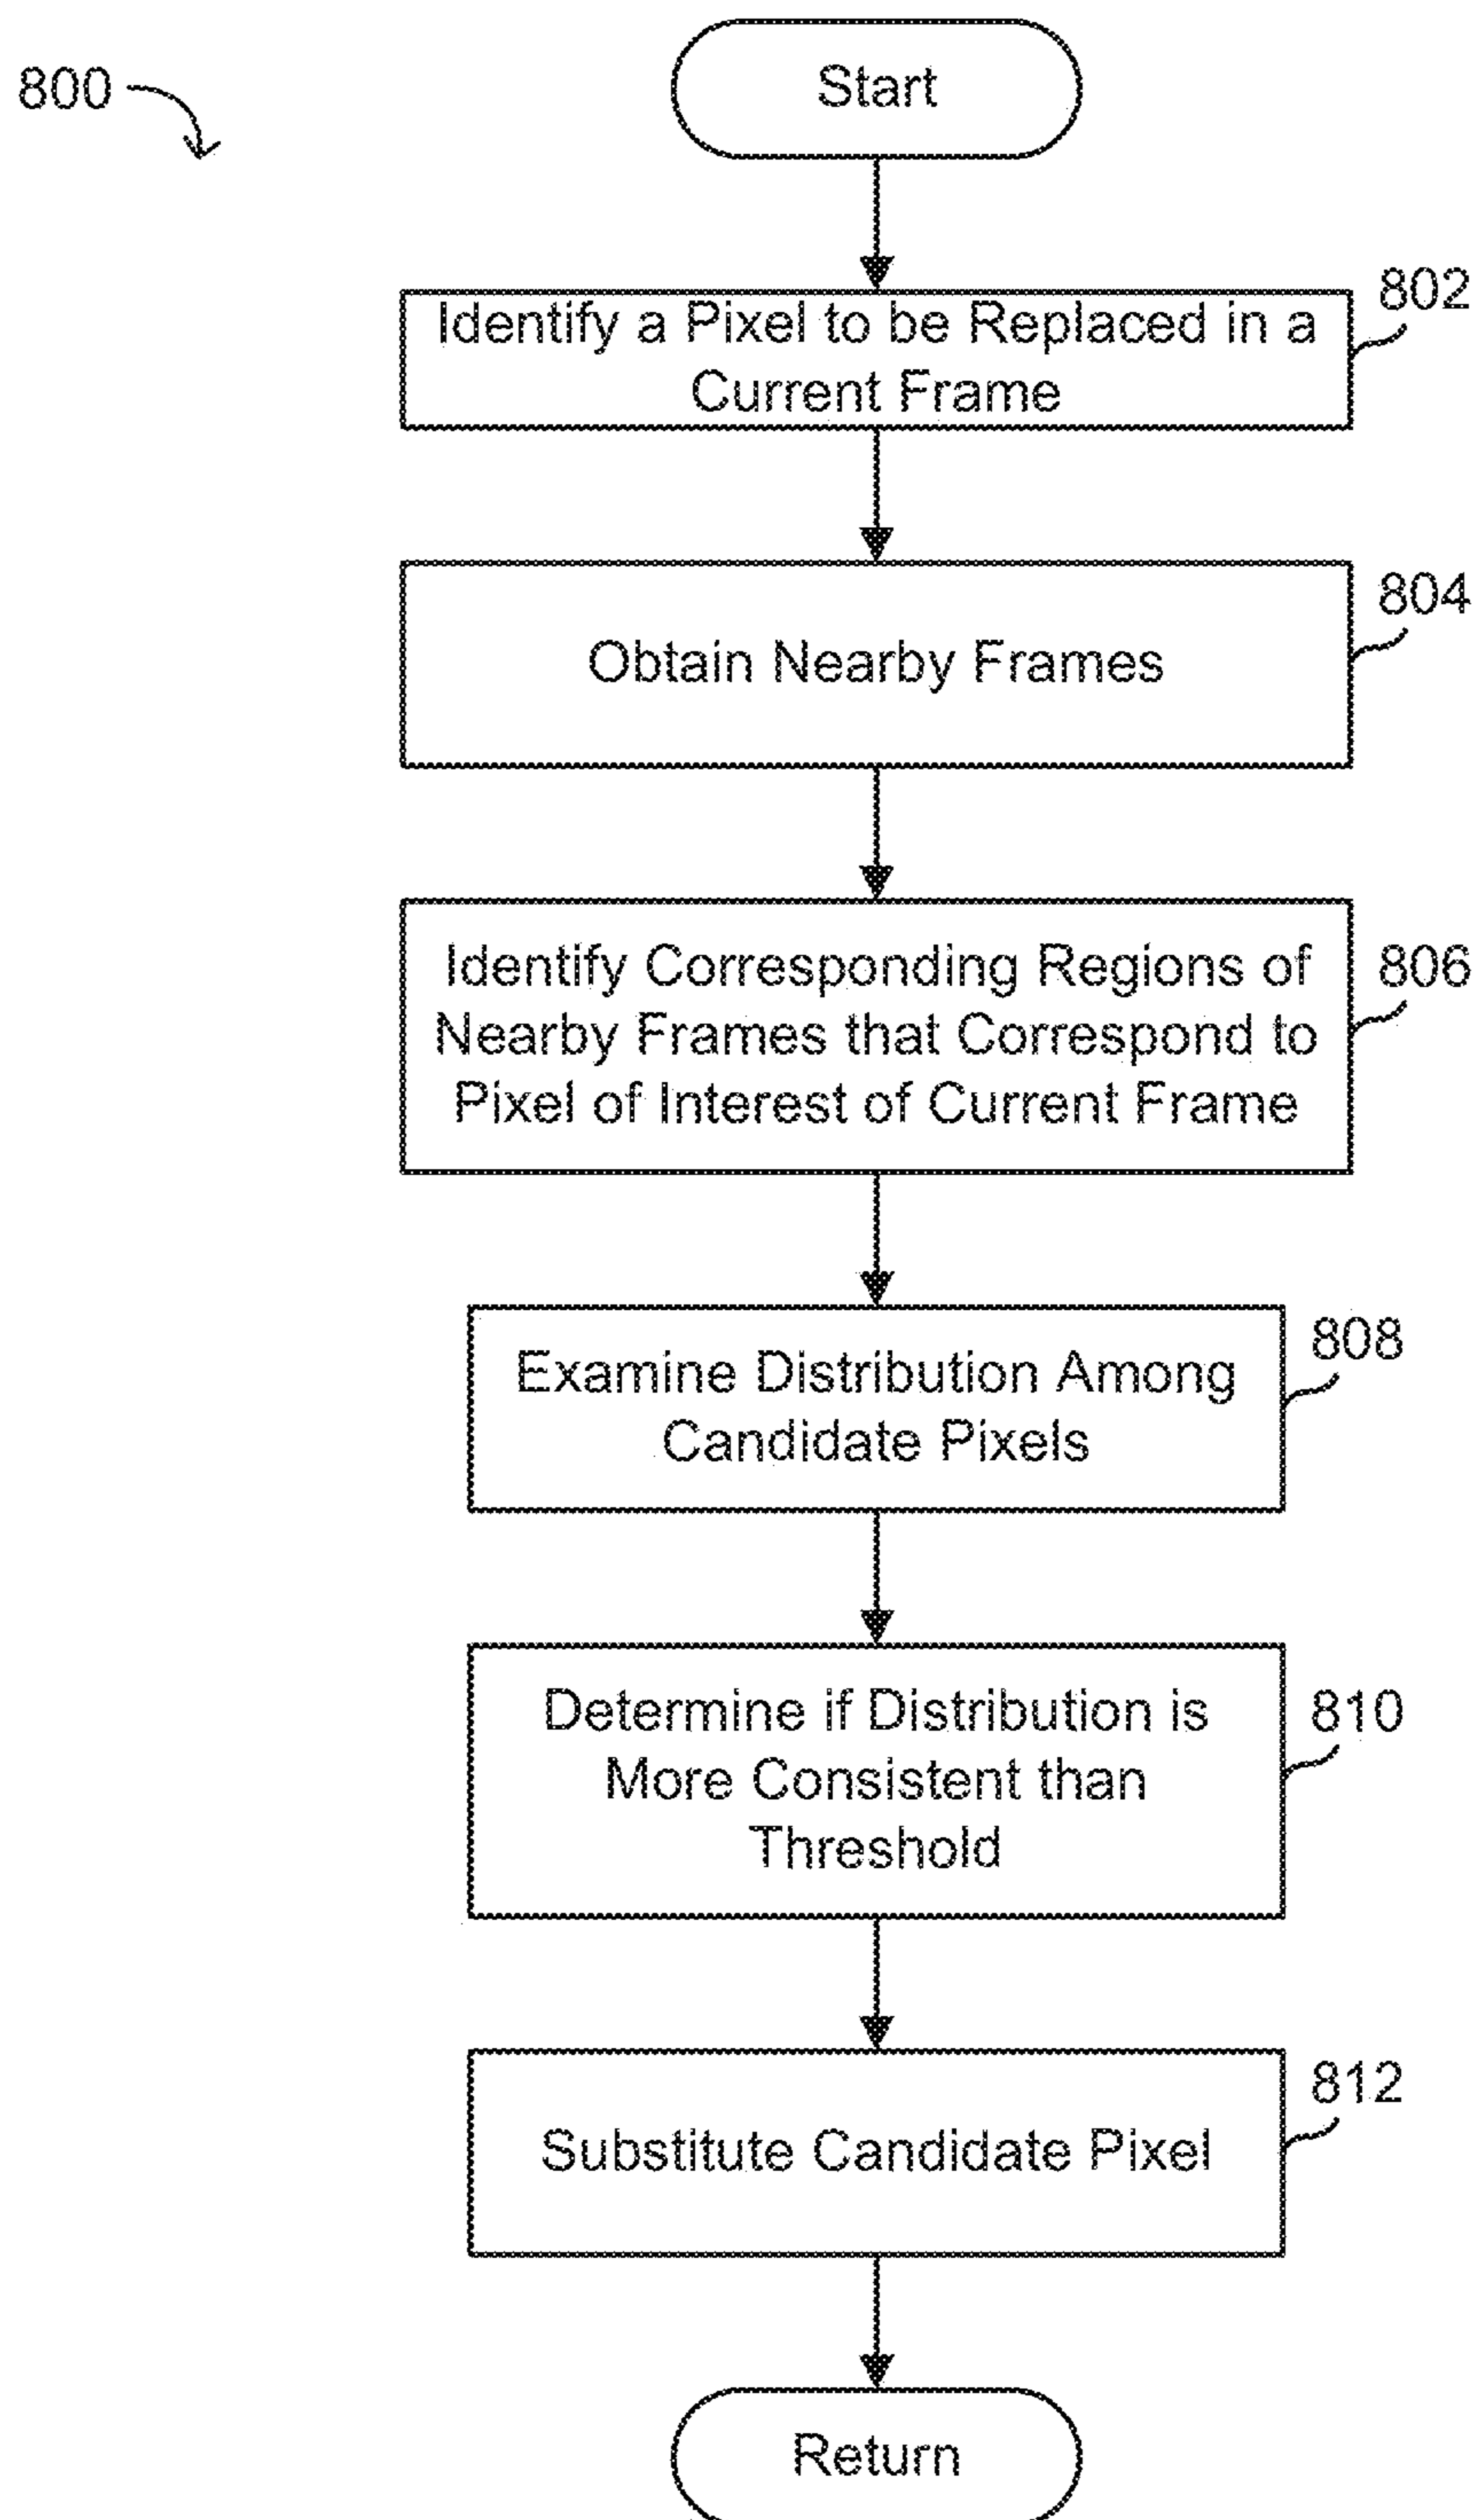 800
Start
802
Identify a Pixel to be Replaced in a
Current Frame
804
Obtain Nearby Frames
806
Identify Corresponding Regions of
Nearby Frames that Correspond to
Pixel of Interest of Current Frame
808
Examine Distribution Among
Candidate Pixels
810
Determine if Distribution is
More Consistent than
Threshold
812
Substitute Candidate Pixel
Return